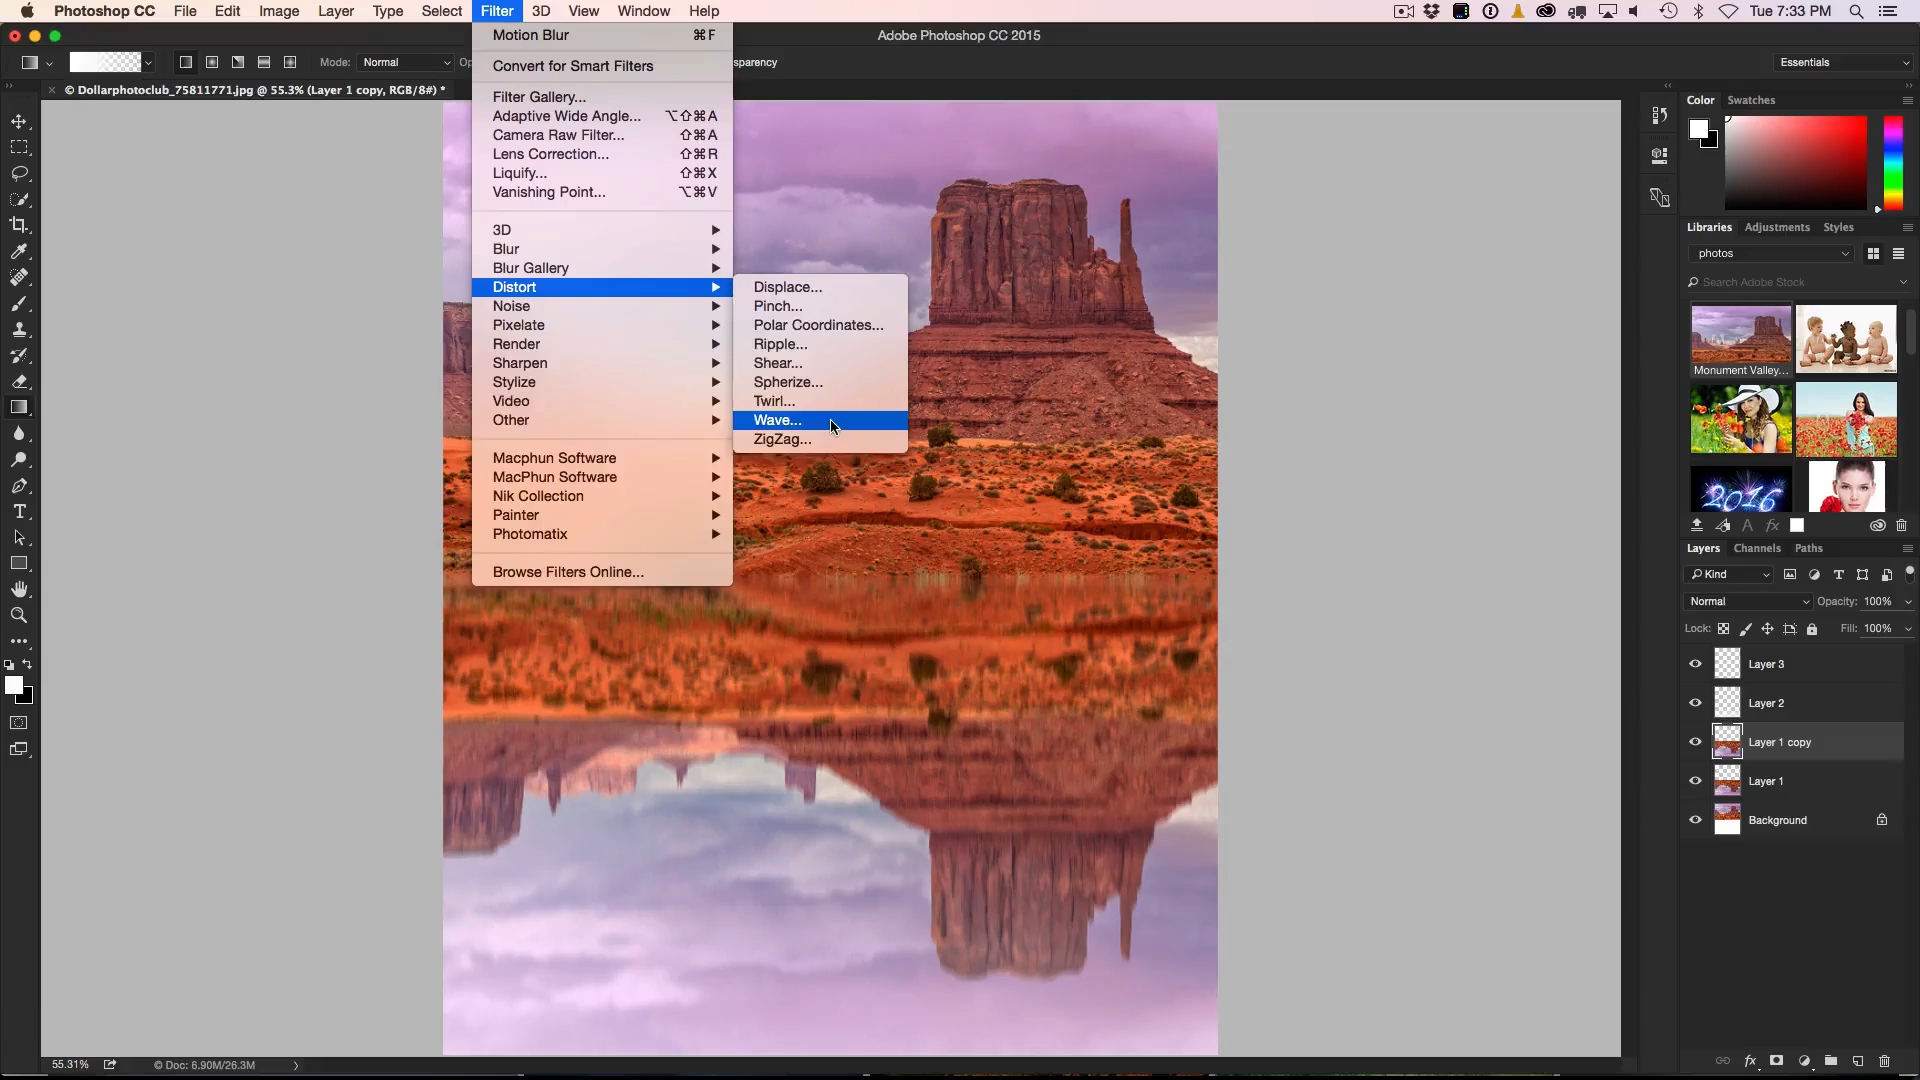 Photoshop CC File Edit Image Layer Type Select Filter 3D View Window Help Tue 7:33 PM
Adobe Photoshop CC 2015
Mode: Normal Op sparency Essentials
× © Dollarphotoclub_75811771.jpg @ 55.3% (Layer 1 copy, RGB/8#) *
Motion Blur ⌘F
Convert for Smart Filters
Filter Gallery...
Adaptive Wide Angle... ⌥⇧⌘A
Camera Raw Filter... ⇧⌘A
Lens Correction... ⇧⌘R
Liquify... ⇧⌘X
Vanishing Point... ⌥⌘V
3D
Blur
Blur Gallery
Distort
Noise
Pixelate
Render
Sharpen
Stylize
Video
Other
Macphun Software
MacPhun Software
Nik Collection
Painter
Photomatix
Browse Filters Online...
Displace...
Pinch...
Polar Coordinates...
Ripple...
Shear...
Spherize...
Twirl...
Wave...
ZigZag...
Color Swatches
Libraries Adjustments Styles
photos
Search Adobe Stock
Monument Valley...
2016
Layers Channels Paths
Kind
Normal Opacity: 100%
Lock: Fill: 100%
Layer 3
Layer 2
Layer 1 copy
Layer 1
Background
55.31% © Doc: 6.90M/26.3M